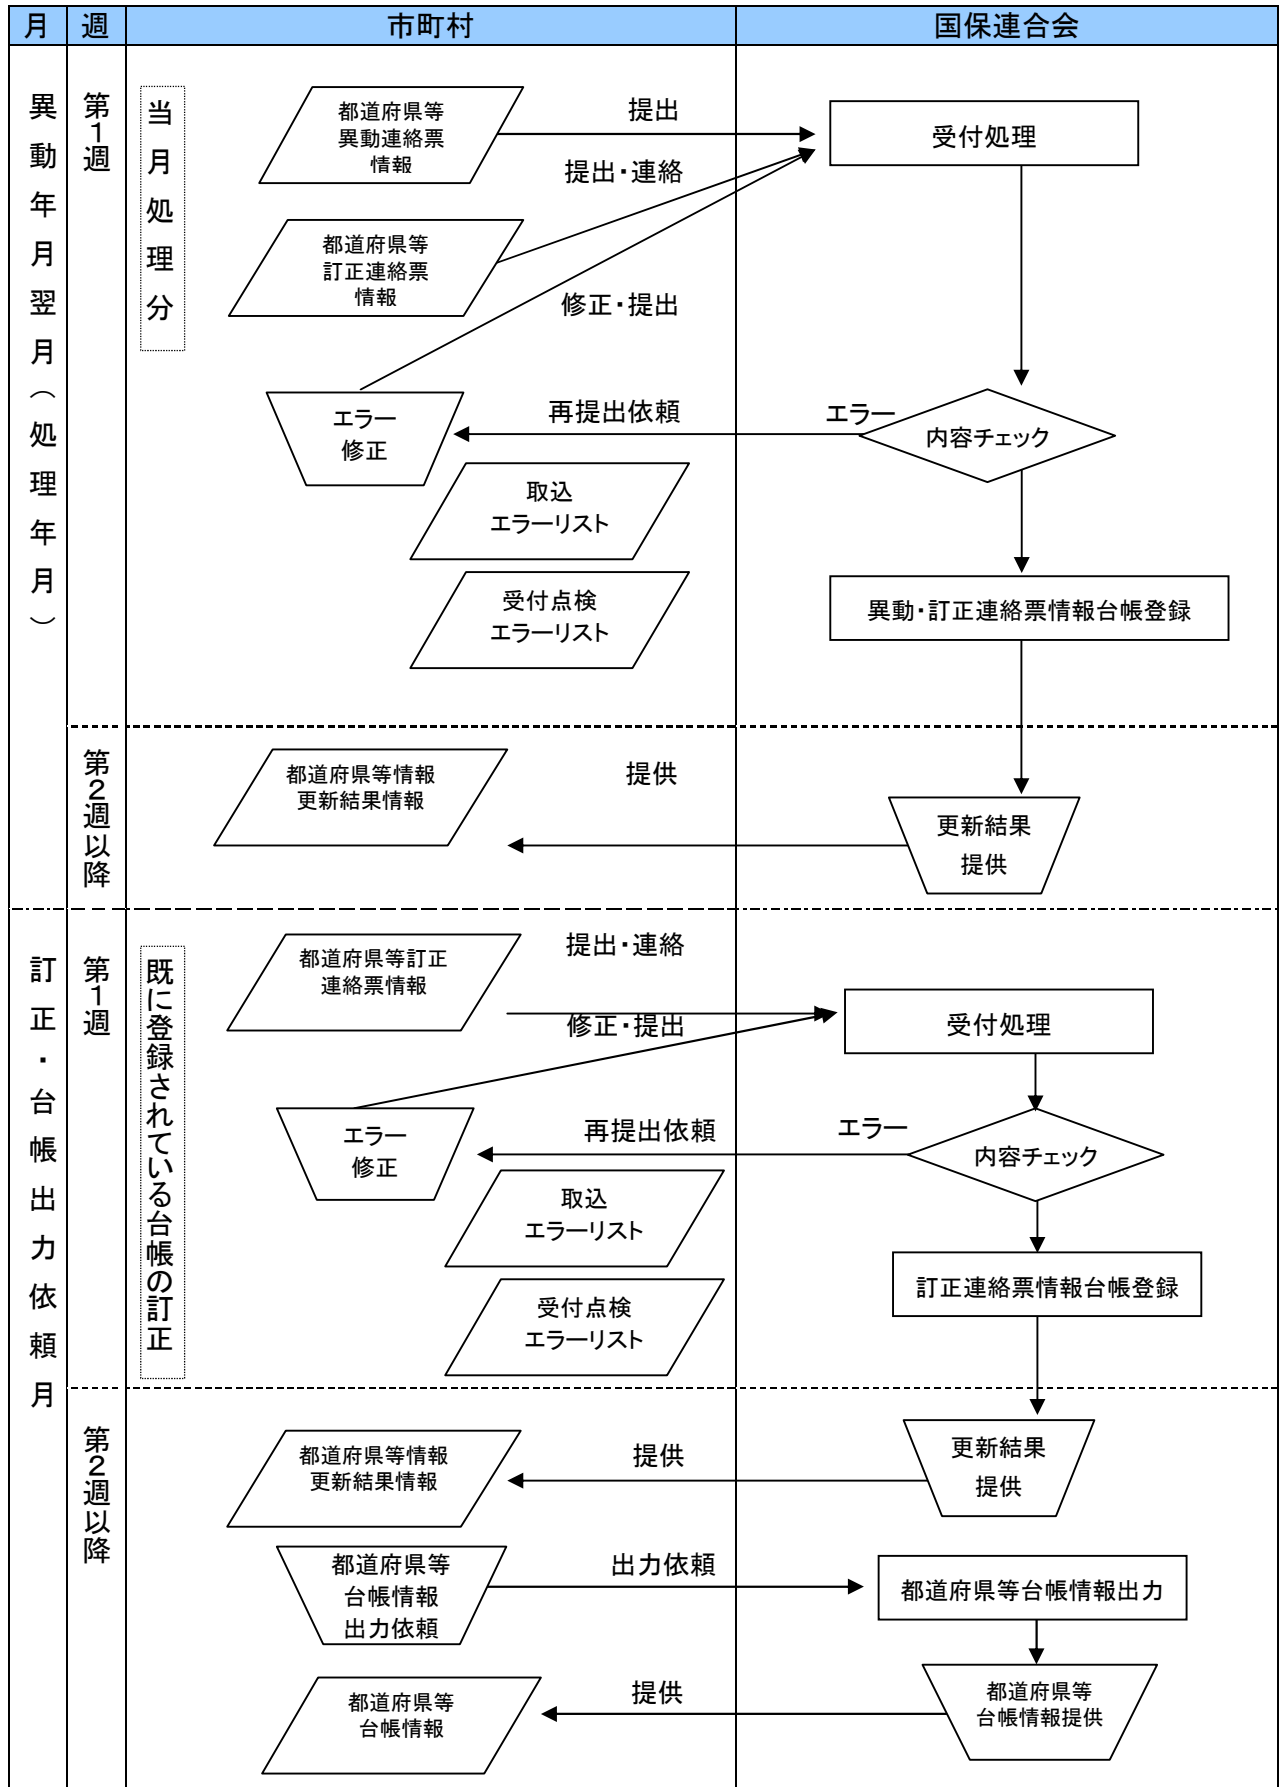 月
週
市町村
国保連合会
異動年月翌月（処理年月）
第1週
当月処理分
都道府県等
異動連絡票
情報
提出
受付処理
提出・連絡
都道府県等
訂正連絡票
情報
修正・提出
エラー
修正
再提出依頼
エラー
内容チェック
取込
エラーリスト
受付点検
エラーリスト
異動・訂正連絡票情報台帳登録
第2週以降
都道府県等情報
更新結果情報
提供
更新結果
提供
訂正・台帳出力依頼月
第1週
既に登録されている台帳の訂正
都道府県等訂正
連絡票情報
提出・連絡
受付処理
修正・提出
エラー
修正
再提出依頼
エラー
内容チェック
取込
エラーリスト
受付点検
エラーリスト
訂正連絡票情報台帳登録
第2週以降
都道府県等情報
更新結果情報
提供
更新結果
提供
都道府県等
台帳情報
出力依頼
出力依頼
都道府県等台帳情報出力
都道府県等
台帳情報
提供
都道府県等
台帳情報提供